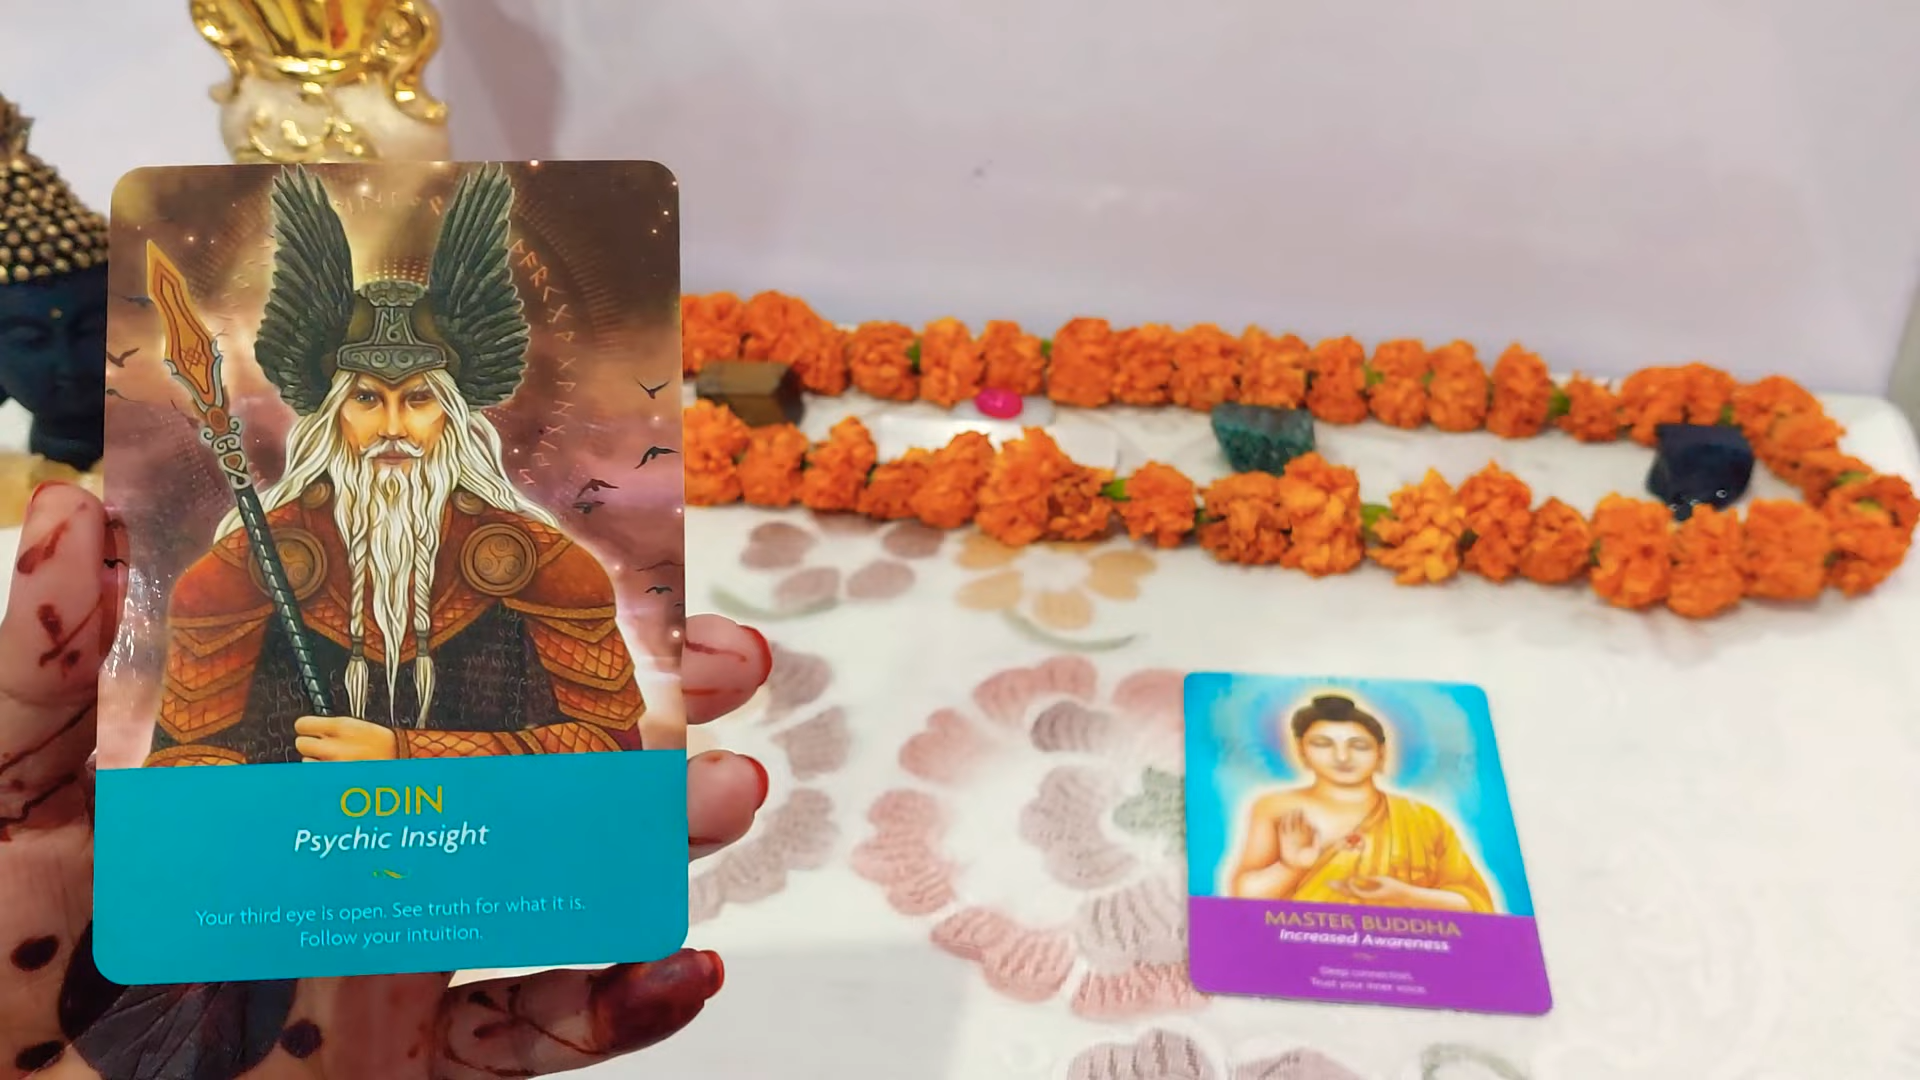 ODIN
Psychic Insight
Your third eye is open. See truth for what it is.
Follow your intuition.
MASTER BUDDHA
Increased Awareness
Deep connection.
Trust your inner voice.